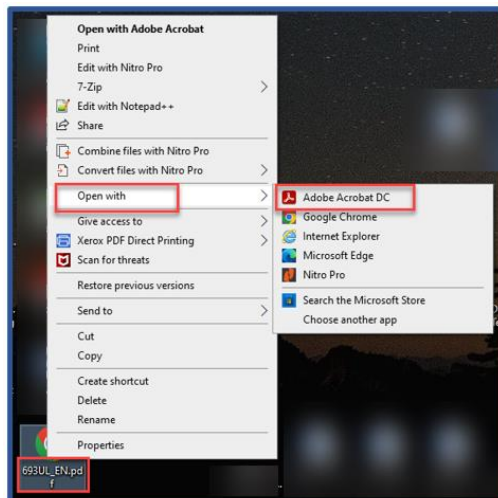 Open with Adobe Acrobat
Print
Edit with Nitro Pro
7-Zip
Edit with Notepad++
Share
Combine files with Nitro Pro
Convert files with Nitro Pro
Open with
Adobe Acrobat DC
Google Chrome
Internet Explorer
Microsoft Edge
Nitro Pro
Search the Microsoft Store
Choose another app
Give access to
Xerox PDF Direct Printing
Scan for threats
Restore previous versions
Send to
Cut
Copy
Create shortcut
Delete
Rename
Properties
693UL_EN.pd
f